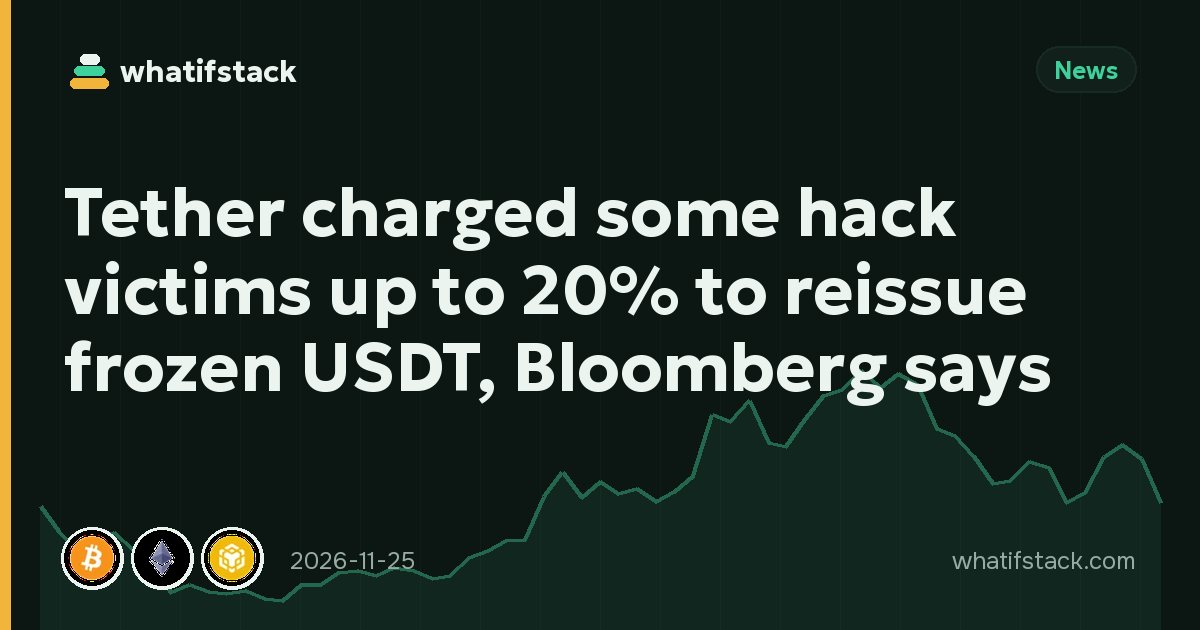 whatifstack
News
Tether charged some hack
victims up to 20% to reissue
frozen USDT, Bloomberg says
2026-11-25
whatifstack.com